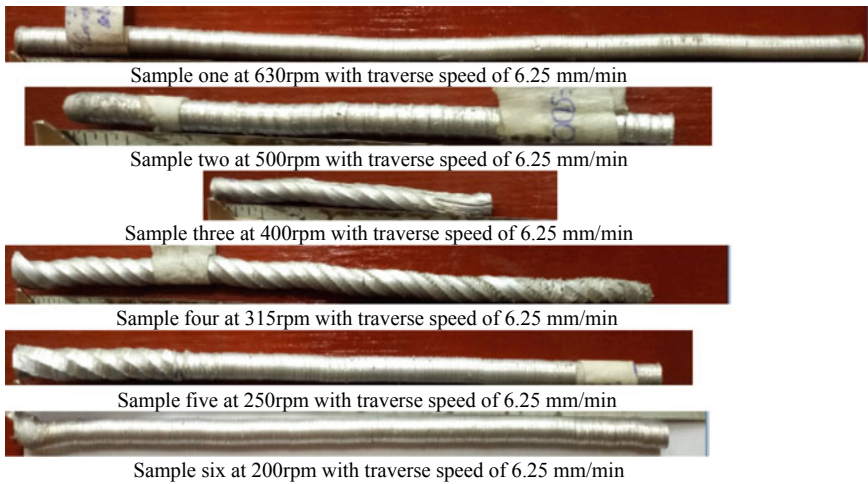 Sample one at 630rpm with traverse speed of 6.25 mm/min
Sample two at 500rpm with traverse speed of 6.25 mm/min
Sample three at 400rpm with traverse speed of 6.25 mm/min
Sample four at 315rpm with traverse speed of 6.25 mm/min
Sample five at 250rpm with traverse speed of 6.25 mm/min
Sample six at 200rpm with traverse speed of 6.25 mm/min